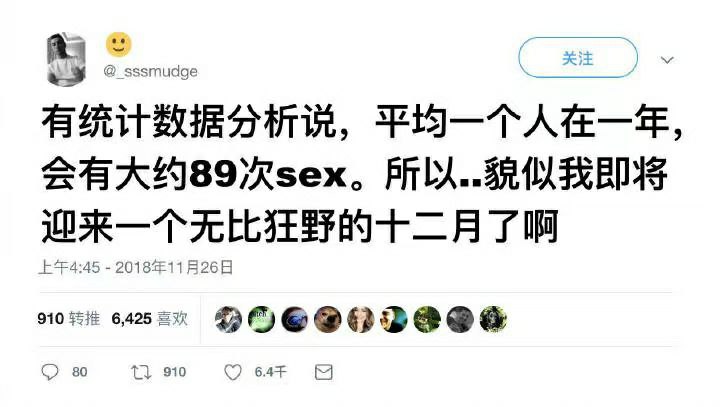 @_sssmudge
关注
有统计数据分析说，平均一个人在一年，
会有大约89次sex。所以..貌似我即将
迎来一个无比狂野的十二月了啊
上午4:45 - 2018年11月26日
910 转推 6,425 喜欢
80 910 6.4千